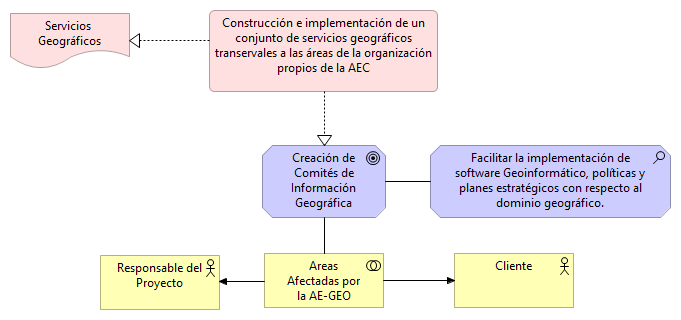 Servicios
Geográficos
Construcción e implementación de un
conjunto de servicios geográficos
transervales a las áreas de la organización
propios de la AEC
Creación de
Comités de
Información
Geográfica
Facilitar la implementación de
software Geoinformático, políticas y
planes estratégicos con respecto al
dominio geográfico.
Responsable del
Proyecto
Areas
Afectadas por
la AE-GEO
Cliente